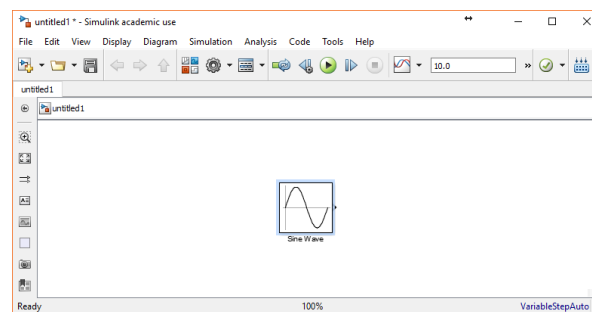 untitled1 * - Simulink academic use
File Edit View Display Diagram Simulation Analysis Code Tools Help
10.0
»
untitled1
untitled1
Sine Wave
Ready 100% VariableStepAuto